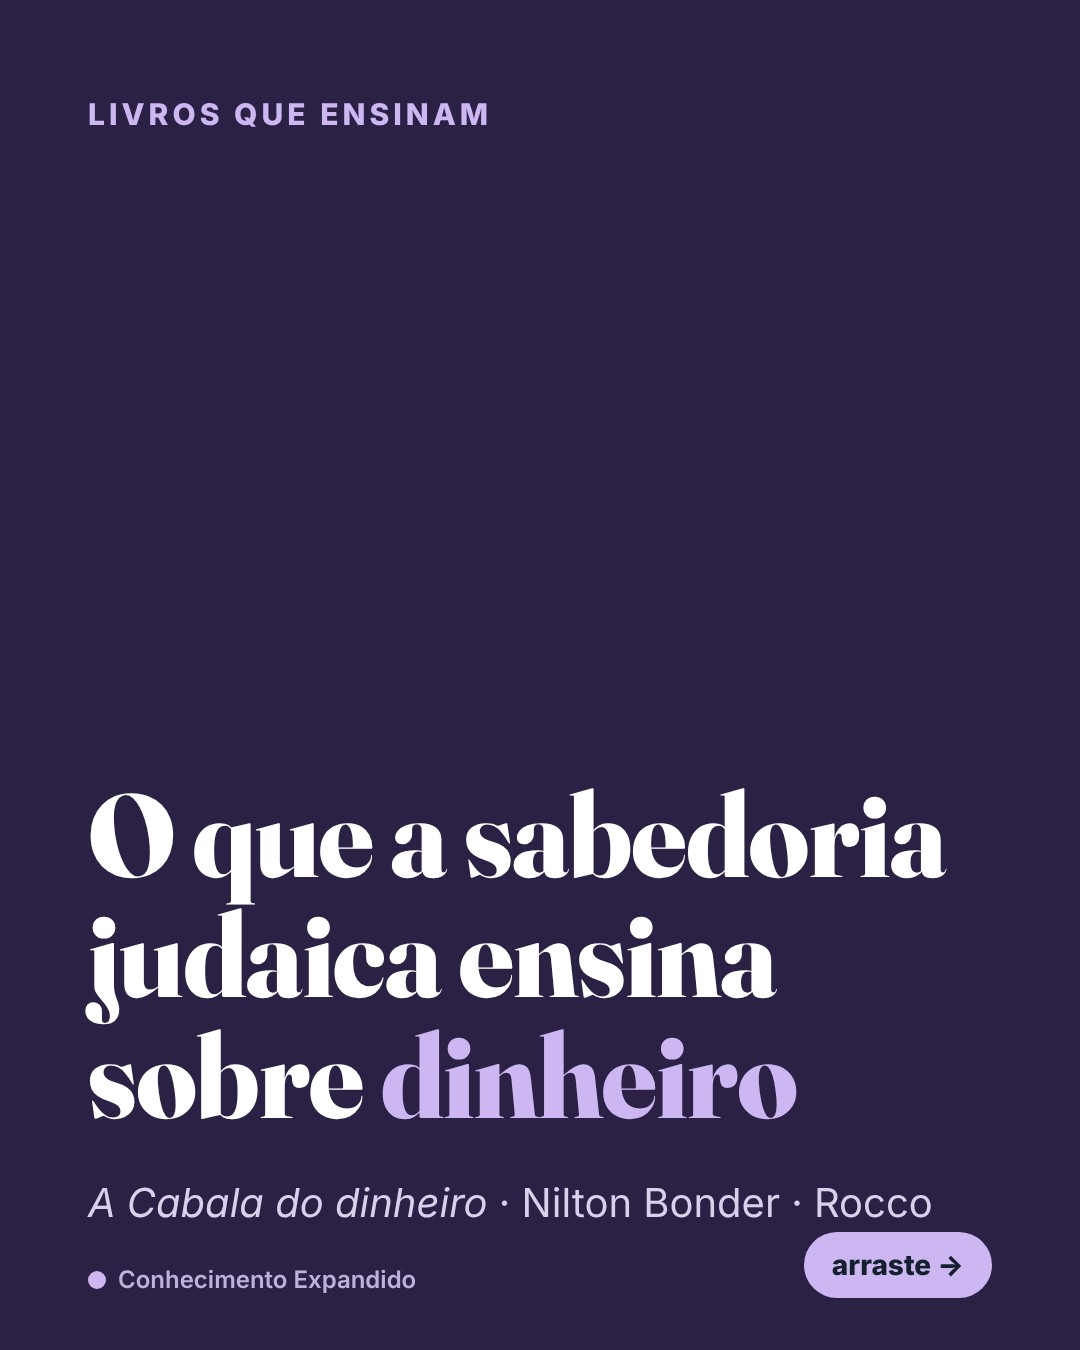 LIVROS QUE ENSINAM
O que a sabedoria
judaica ensina
sobre dinheiro
A Cabala do dinheiro · Nilton Bonder · Rocco
Conhecimento Expandido
arraste →